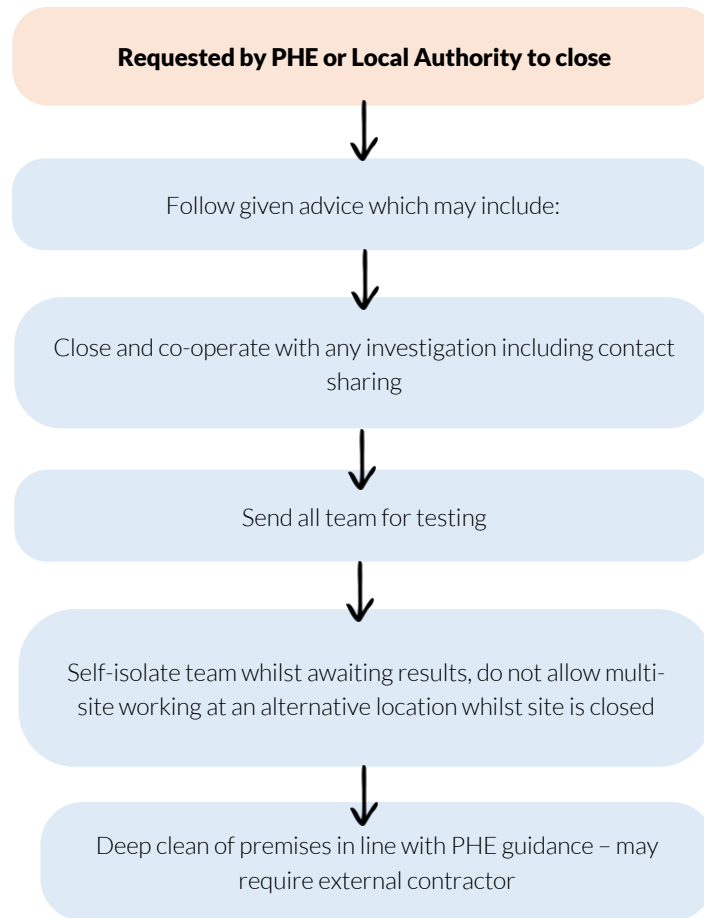 Requested by PHE or Local Authority to close
Follow given advice which may include:
Close and co-operate with any investigation including contact
sharing
Send all team for testing
Self-isolate team whilst awaiting results, do not allow multi-
site working at an alternative location whilst site is closed
Deep clean of premises in line with PHE guidance – may
require external contractor